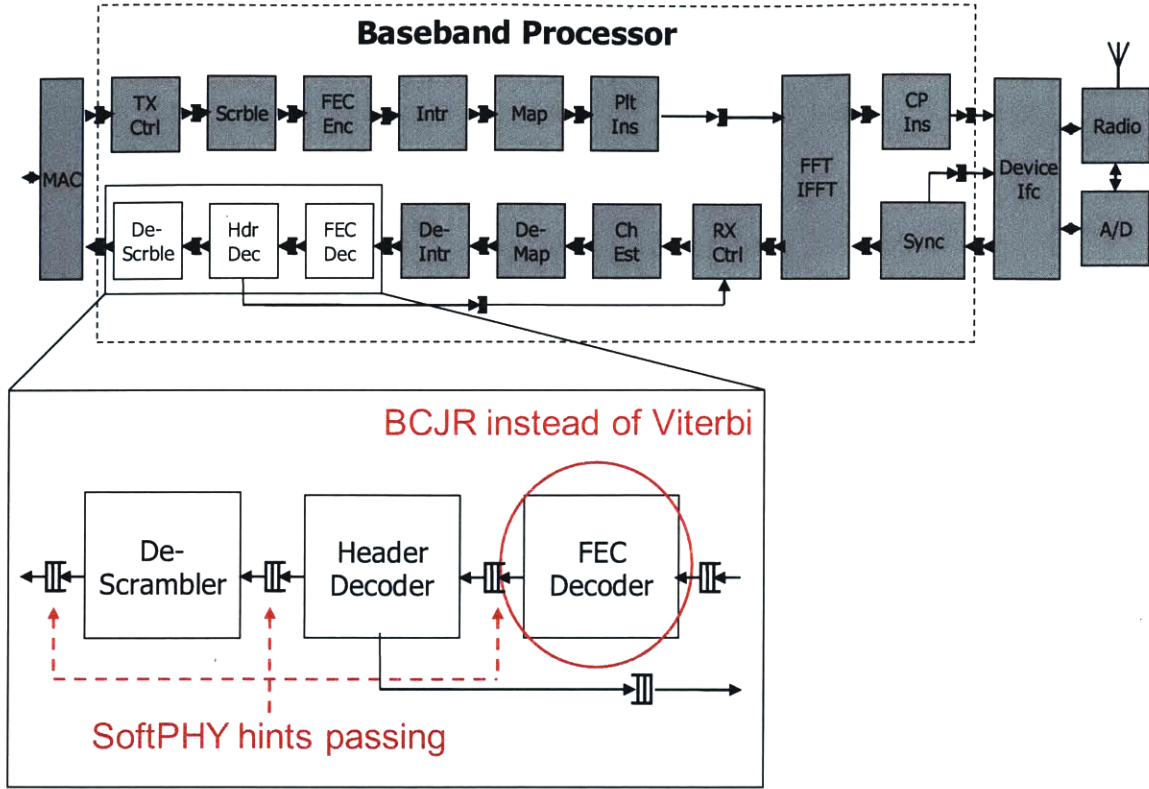 Baseband Processor
TX
Ctrl
Scrble
FEC
Enc
Intr
Map
Plt
Ins
CP
Ins
Radio
MAC
FFT
IFFT
Device
Ifc
De-
Scrble
Hdr
Dec
FEC
Dec
De-
Intr
De-
Map
Ch
Est
RX
Ctrl
Sync
A/D
BCJR instead of Viterbi
De-
Scrambler
Header
Decoder
FEC
Decoder
SoftPHY hints passing